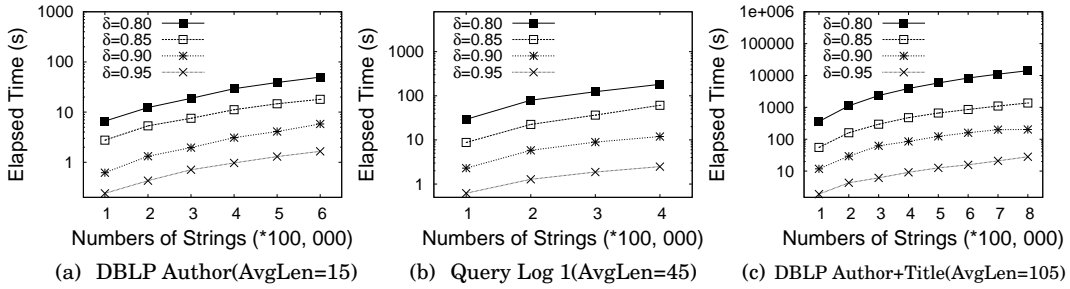 Elapsed Time (s)
1000
100
10
1
δ=0.80
δ=0.85
δ=0.90
δ=0.95
1 2 3 4 5 6
Numbers of Strings (*100, 000)
(a) DBLP Author(AvgLen=15)
Elapsed Time (s)
1000
100
10
1
δ=0.80
δ=0.85
δ=0.90
δ=0.95
1 2 3 4
Numbers of Strings (*100, 000)
(b) Query Log 1(AvgLen=45)
Elapsed Time (s)
1e+006
100000
10000
1000
100
10
δ=0.80
δ=0.85
δ=0.90
δ=0.95
1 2 3 4 5 6 7 8
Numbers of Strings (*100, 000)
(c) DBLP Author+Title(AvgLen=105)